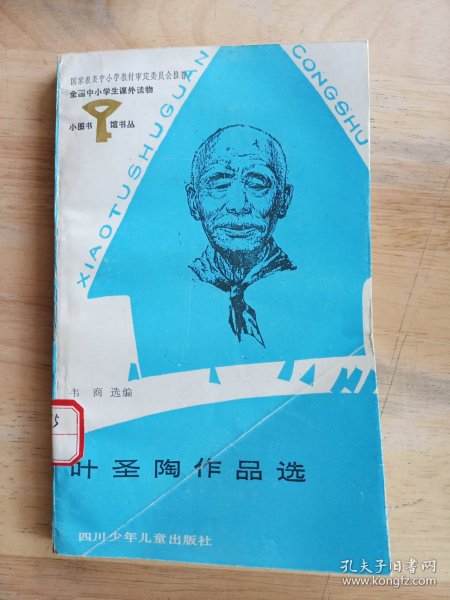 国家教委中小学教材审定委员会推荐
全国中小学生课外读物
小图书馆书丛
XIAOTUSHUGUAN CONGSHU
韦商 选编
5
叶圣陶作品选
四川少年儿童出版社
孔夫子旧书网
www.kongfz.com